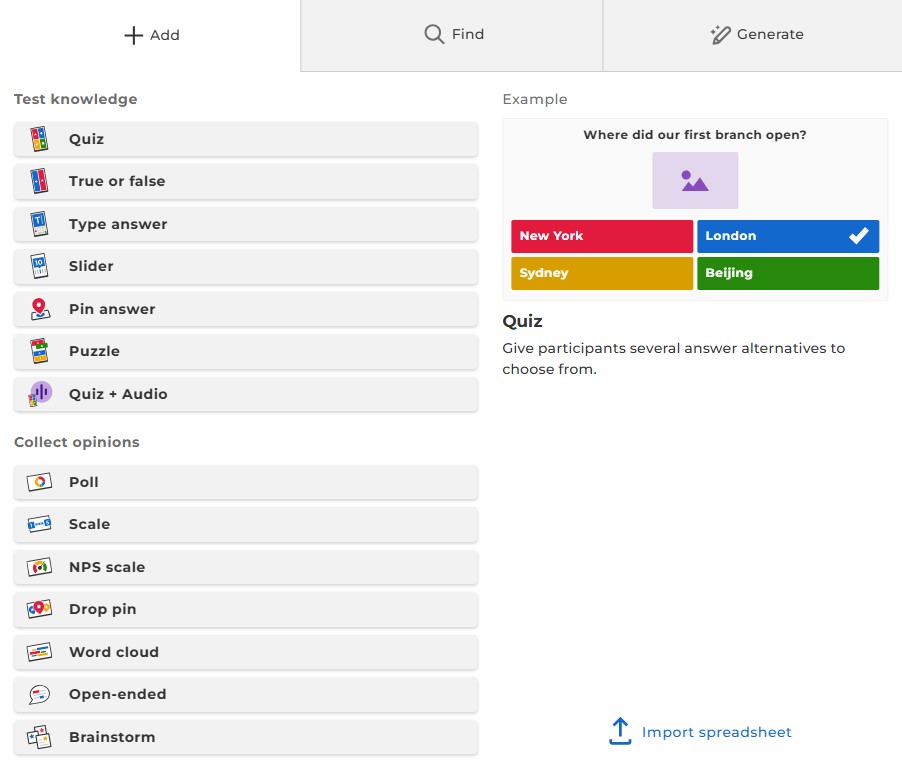 Add
Find
Generate
Test knowledge
Quiz
True or false
Type answer
Slider
Pin answer
Puzzle
Quiz + Audio
Collect opinions
Poll
Scale
NPS scale
Drop pin
Word cloud
Open-ended
Brainstorm
Example
Where did our first branch open?
New York
London
Sydney
Beijing
Quiz
Give participants several answer alternatives to
choose from.
Import spreadsheet